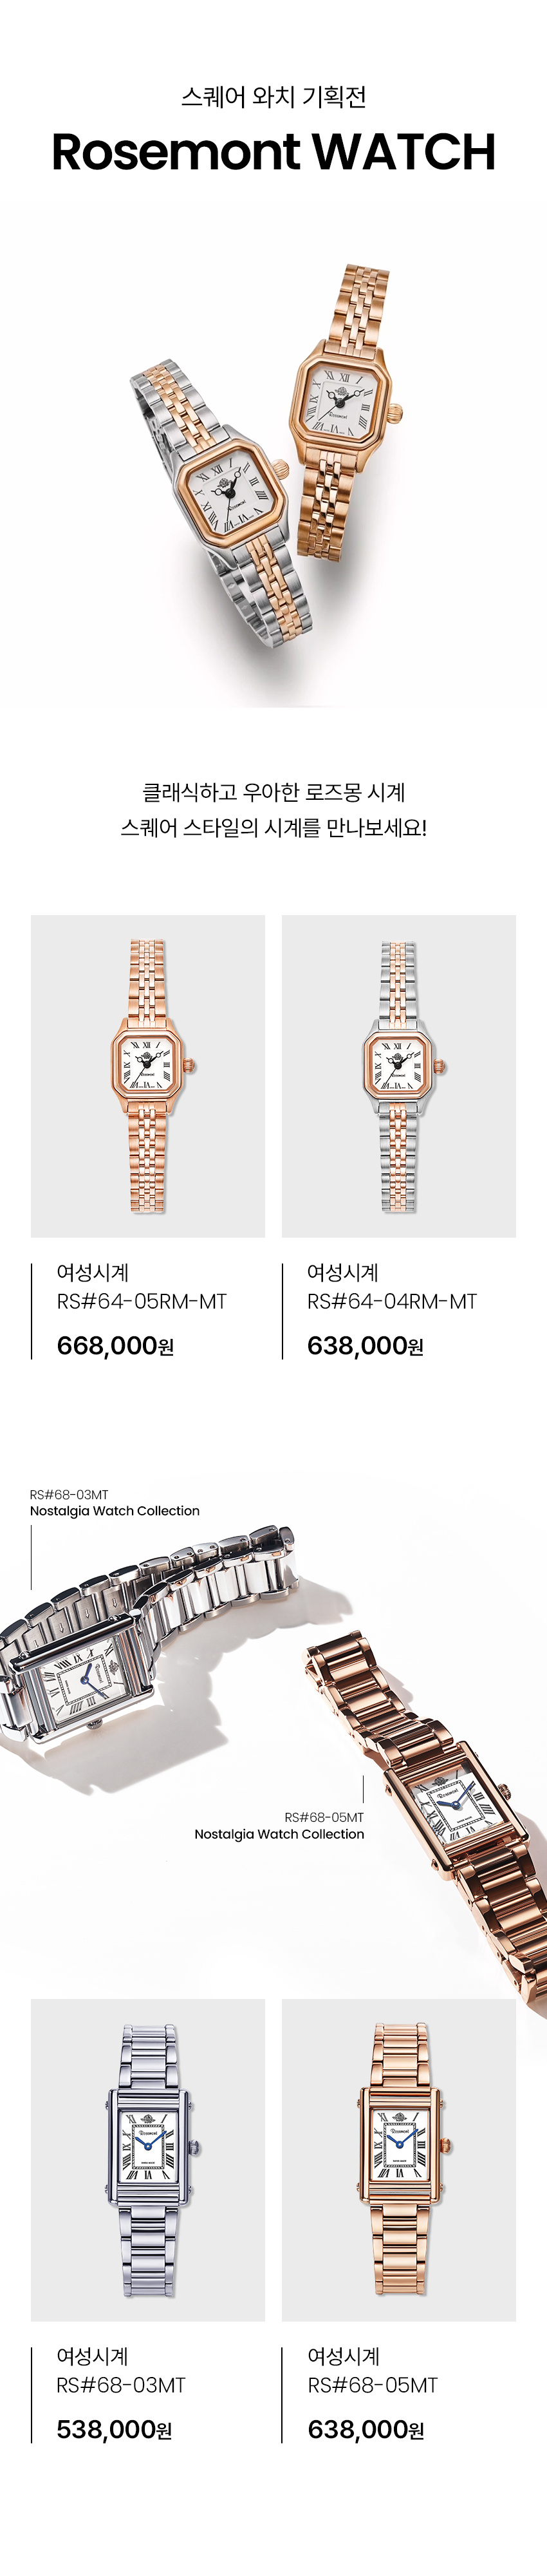 스퀘어 와치 기획전
Rosemont WATCH
클래식하고 우아한 로즈몽 시계
스퀘어 스타일의 시계를 만나보세요!
여성시계
RS#64-05RM-MT
668,000원
여성시계
RS#64-04RM-MT
638,000원
RS#68-03MT
Nostalgia Watch Collection
RS#68-05MT
Nostalgia Watch Collection
여성시계
RS#68-03MT
538,000원
여성시계
RS#68-05MT
638,000원